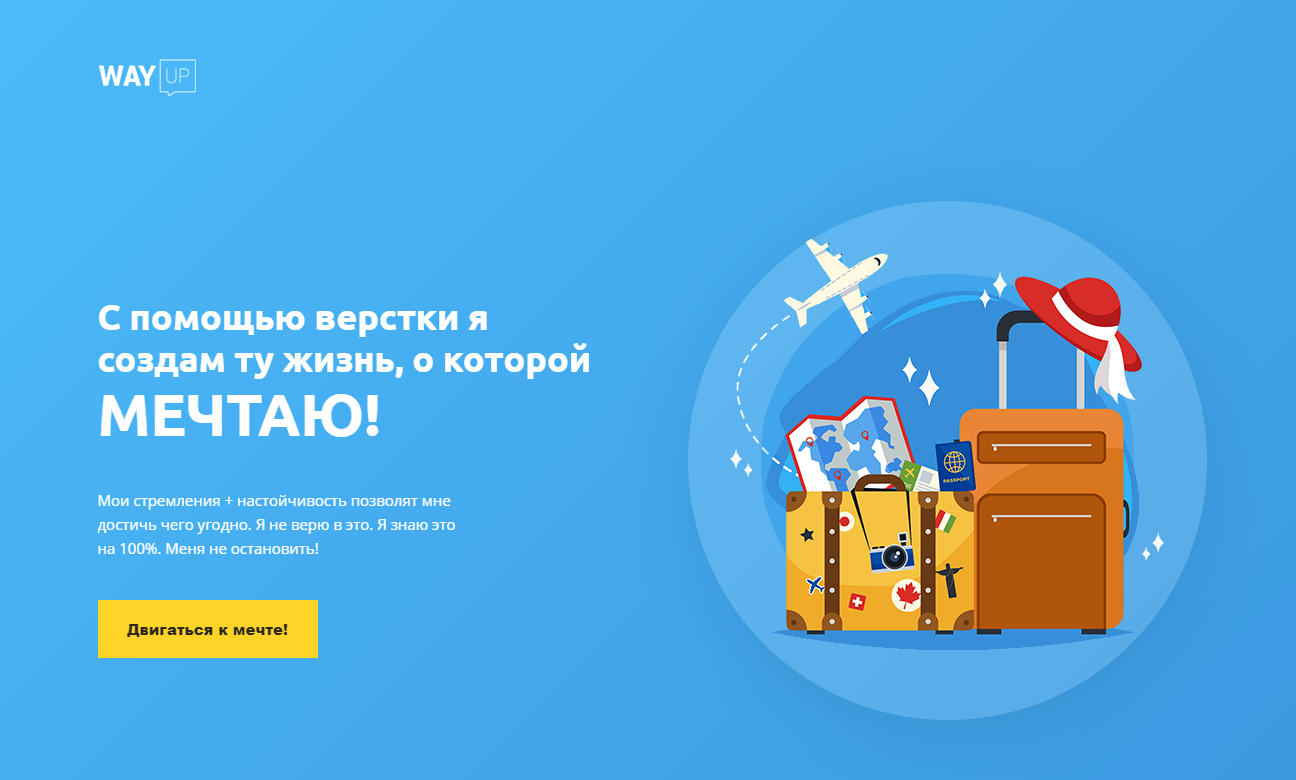 WAY UP
С помощью верстки я
создам ту жизнь, о которой
МЕЧТАЮ!
Мои стремления + настойчивость позволят мне
достичь чего угодно. Я не верю в это. Я знаю это
на 100%. Меня не остановить!
Двигаться к мечте!
PASSPORT